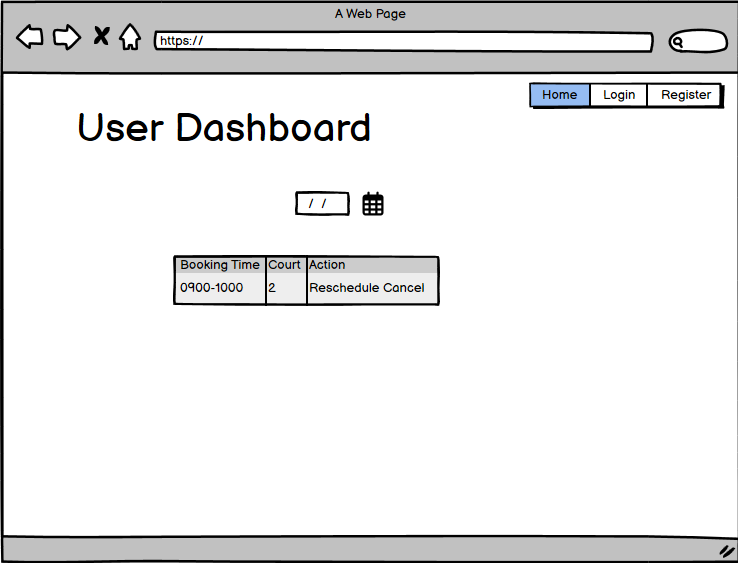 A Web Page
https://
Home Login Register
User Dashboard
/ /
Booking Time Court Action
0900-1000 2 Reschedule Cancel